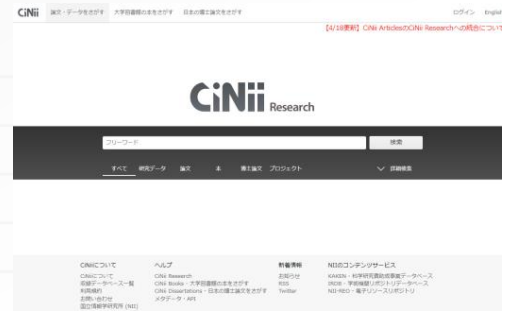 CiNii 論文・データをさがす 大学図書館の本をさがす 日本の博士論文をさがす ログイン English
【4/18更新】CiNii ArticlesのCiNii Researchへの統合について
CiNii Research
フリーワード 検索
すべて 研究データ 論文 本 博士論文 プロジェクト 詳細検索
CiNiiについて ヘルプ 新着情報 NIIのコンテンツサービス
CiNiiについて CiNii Research お知らせ KAKEN - 科学研究費助成事業データベース
収録データベース一覧 CiNii Books - 大学図書館の本をさがす RSS IRDB - 学術機関リポジトリデータベース
利用規約 CiNii Dissertations - 日本の博士論文をさがす Twitter NII-REO - 電子リソースリポジトリ
お問い合わせ メタデータ・API
国立情報学研究所 (NII)